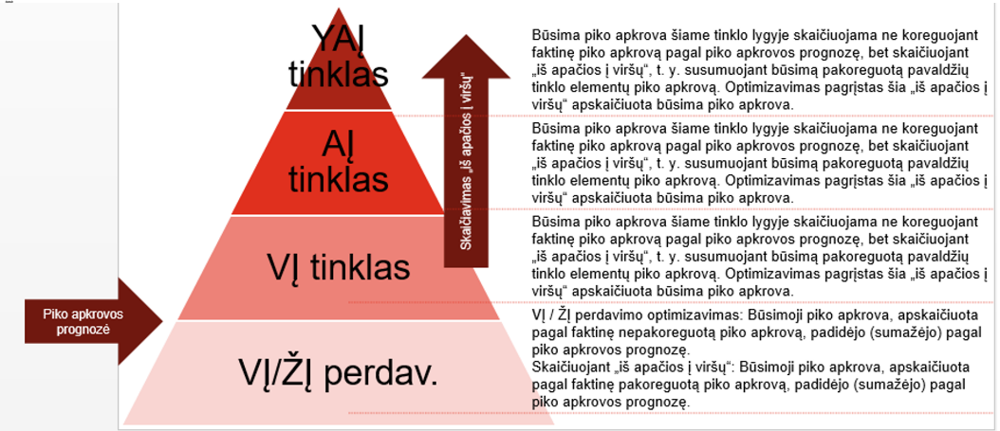 YAĮ
tinklas
Būsima piko apkrova šiame tinklo lygyje skaičiuojama ne koreguojant
faktinę piko apkrovą pagal piko apkrovos prognozę, bet skaičiuojant
„iš apačios į viršų“, t. y. susumuojant būsimą pakoreguotą pavaldžių
tinklo elementų piko apkrovą. Optimizavimas pagrįstas šia „iš apačios į
viršų“ apskaičiuota būsima piko apkrova.
AĮ
tinklas
Būsima piko apkrova šiame tinklo lygyje skaičiuojama ne koreguojant
faktinę piko apkrovą pagal piko apkrovos prognozę, bet skaičiuojant
„iš apačios į viršų“, t. y. susumuojant būsimą pakoreguotą pavaldžių
tinklo elementų piko apkrovą. Optimizavimas pagrįstas šia „iš apačios į
viršų“ apskaičiuota būsima piko apkrova.
Skaičiavimas „iš apačios į viršų“
VĮ tinklas
Būsima piko apkrova šiame tinklo lygyje skaičiuojama ne koreguojant
faktinę piko apkrovą pagal piko apkrovos prognozę, bet skaičiuojant
„iš apačios į viršų“, t. y. susumuojant būsimą pakoreguotą pavaldžių
tinklo elementų piko apkrovą. Optimizavimas pagrįstas šia „iš apačios į
viršų“ apskaičiuota būsima piko apkrova.
Piko apkrovos
prognozė
VĮ/ŽĮ perdav.
VĮ / ŽĮ perdavimo optimizavimas: Būsimoji piko apkrova, apskaičiuota
pagal faktinę nepakoreguotą piko apkrovą, padidėjo (sumažėjo) pagal
piko apkrovos prognozę.
Skaičiuojant „iš apačios į viršų“: Būsimoji piko apkrova, apskaičiuota
pagal faktinę pakoreguotą piko apkrovą, padidėjo (sumažėjo) pagal
piko apkrovos prognozę.